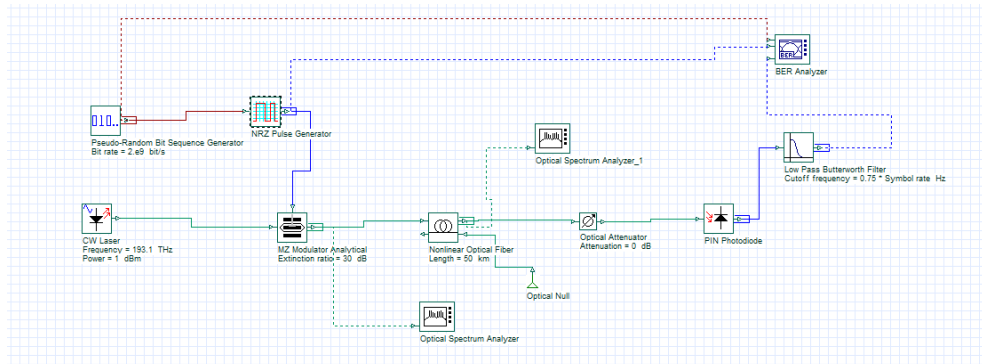 BER
BER Analyzer
010..
Pseudo-Random Bit Sequence Generator
Bit rate = 2.e9 bit/s
NRZ Pulse Generator
Optical Spectrum Analyzer_1
Low Pass Butterworth Filter
Cutoff frequency = 0.75 * Symbol rate Hz
CW Laser
Frequency = 193.1 THz
Power = 1 dBm
MZ Modulator Analytical
Extinction ratio = 30 dB
Nonlinear Optical Fiber
Length = 50 km
Optical Attenuator
Attenuation = 0 dB
PIN Photodiode
Optical Null
Optical Spectrum Analyzer